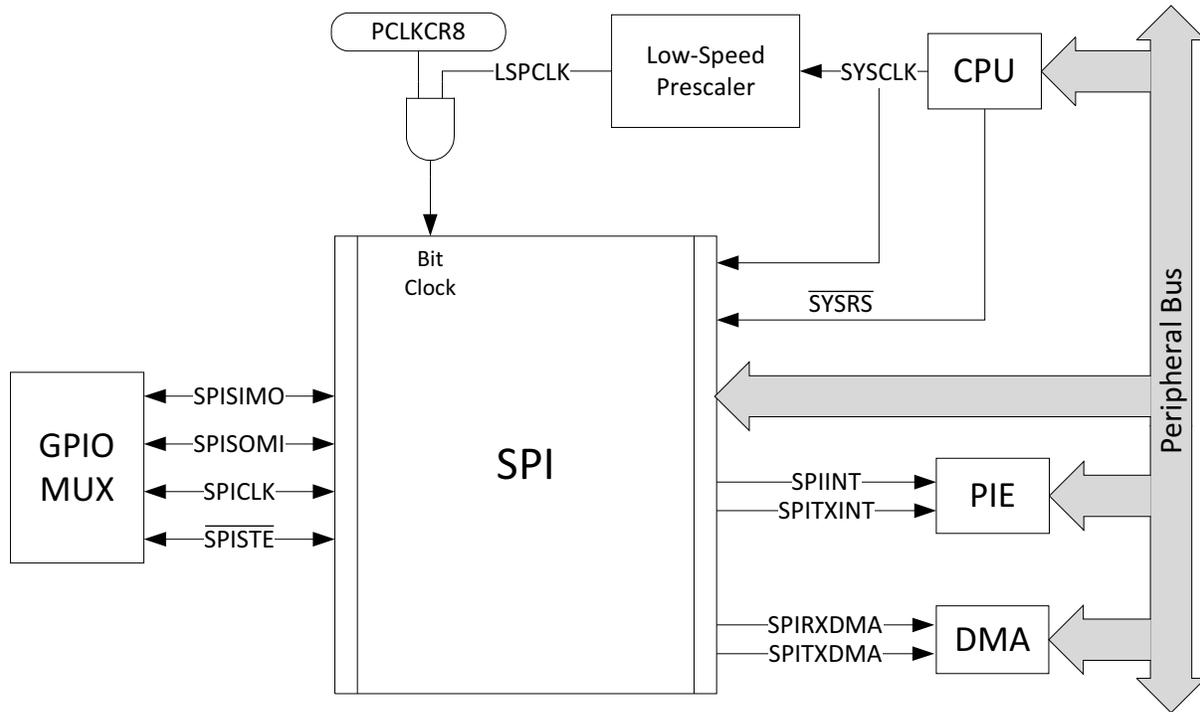 PCLKCR8
LSPCLK
Low-Speed
Prescaler
SYSCLK
CPU
Bit
Clock
SYSRS
Peripheral Bus
GPIO
MUX
SPISIMO
SPISOMI
SPICLK
SPISTE
SPI
SPIINT
SPITXINT
PIE
SPIRXDMA
SPITXDMA
DMA